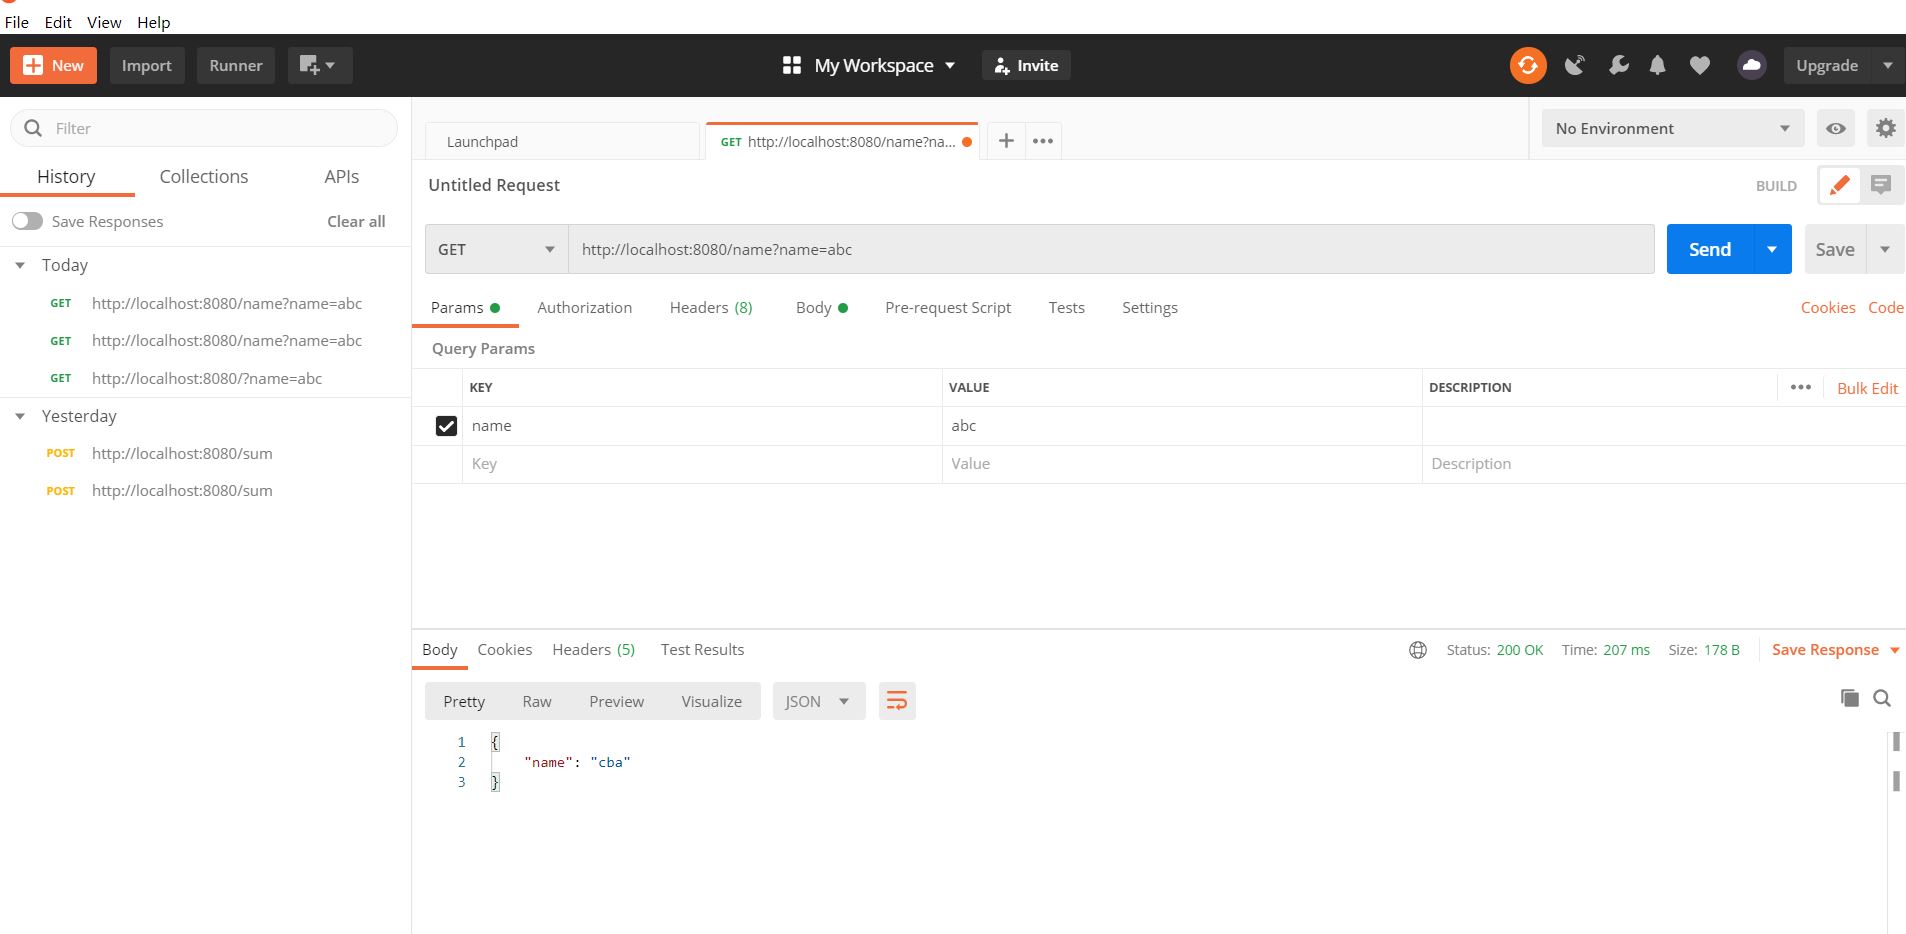 File Edit View Help
New Import Runner My Workspace Invite Upgrade
Filter
History Collections APIs
Save Responses Clear all
Today
GET http://localhost:8080/name?name=abc
GET http://localhost:8080/name?name=abc
GET http://localhost:8080/?name=abc
Yesterday
POST http://localhost:8080/sum
POST http://localhost:8080/sum
Launchpad GET http://localhost:8080/name?na... No Environment
Untitled Request BUILD
GET http://localhost:8080/name?name=abc Send Save
Params Authorization Headers (8) Body Pre-request Script Tests Settings Cookies Code
Query Params
KEY VALUE DESCRIPTION Bulk Edit
name abc
Key Value Description
Body Cookies Headers (5) Test Results Status: 200 OK Time: 207 ms Size: 178 B Save Response
Pretty Raw Preview Visualize JSON
1 {
2 "name": "cba"
3 }